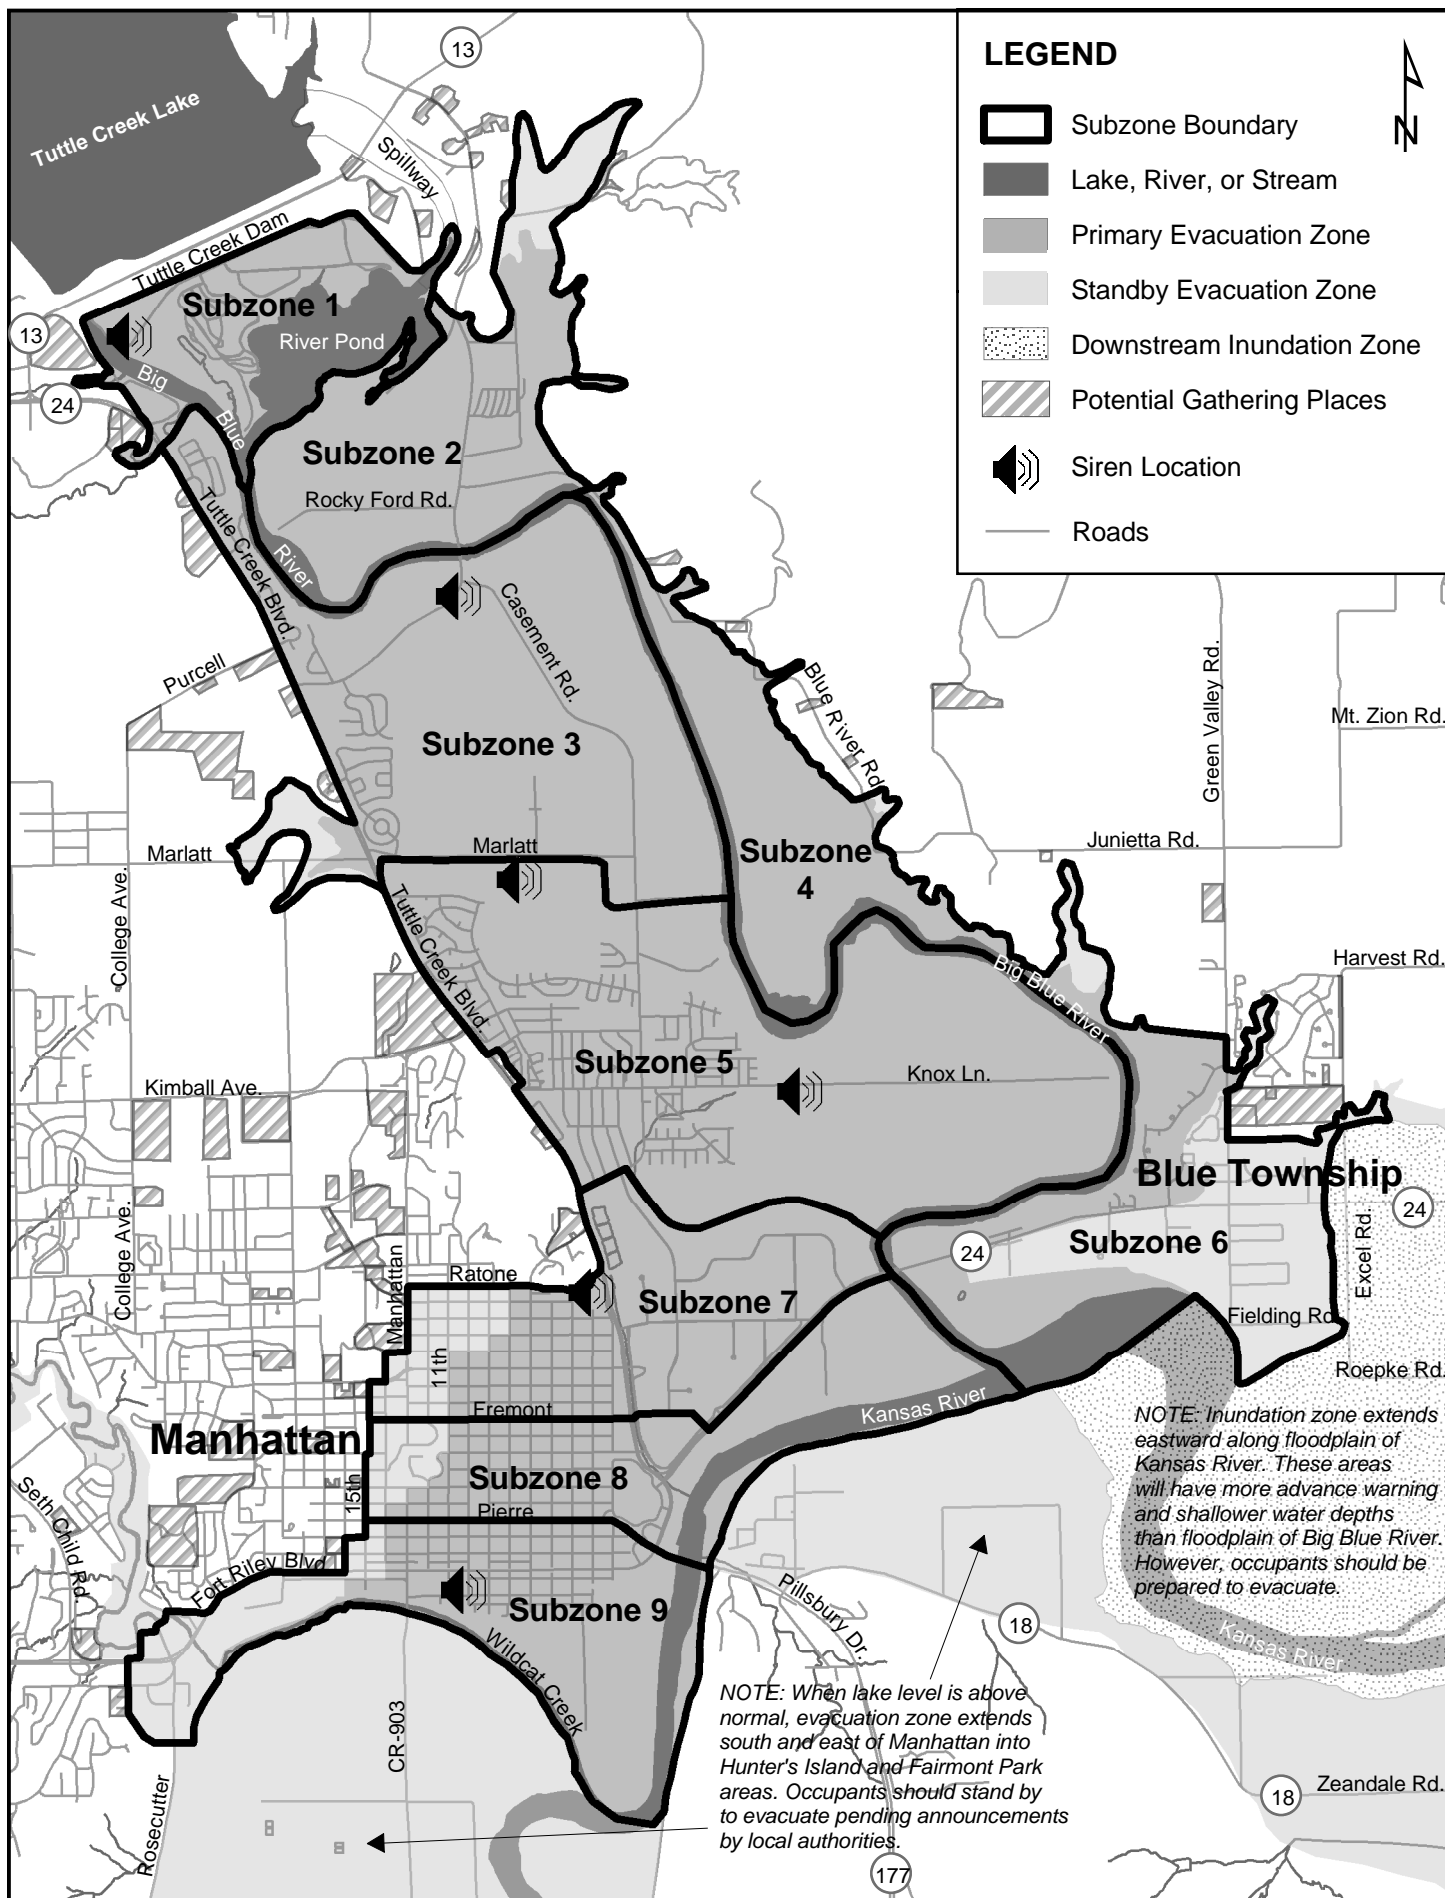 13
Tuttle Creek Lake
Spillway
Tuttle Creek Dam
Subzone 1
River Pond
13
24
Big
Blue
River
Subzone 2
Rocky Ford Rd.
Tuttle Creek Blvd.
Casement Rd.
Purcell
Blue River Rd.
Subzone 3
Marlatt
Marlatt
Subzone
4
College Ave.
Tuttle Creek Blvd.
Big Blue River
Green Valley Rd.
Mt. Zion Rd.
Junietta Rd.
Harvest Rd.
Subzone 5
Knox Ln.
Kimball Ave.
Blue Township
24
24
Subzone 6
Excel Rd.
Fielding Rd.
Roepke Rd.
College Ave.
Manhattan
Ratone
Subzone 7
11th
Fremont
Kansas River
Manhattan
Subzone 8
15th
Pierre
Seth Child Rd.
Fort Riley Blvd.
Subzone 9
Wildcat Creek
Pillsbury Dr.
CR-903
Rosecutter
18
Kansas River
18
Zeandale Rd.
177
NOTE: Inundation zone extends
eastward along floodplain of
Kansas River. These areas
will have more advance warning
and shallower water depths
than floodplain of Big Blue River.
However, occupants should be
prepared to evacuate.
NOTE: When lake level is above
normal, evacuation zone extends
south and east of Manhattan into
Hunter's Island and Fairmont Park
areas. Occupants should stand by
to evacuate pending announcements
by local authorities.
LEGEND
N
Subzone Boundary
Lake, River, or Stream
Primary Evacuation Zone
Standby Evacuation Zone
Downstream Inundation Zone
Potential Gathering Places
Siren Location
Roads